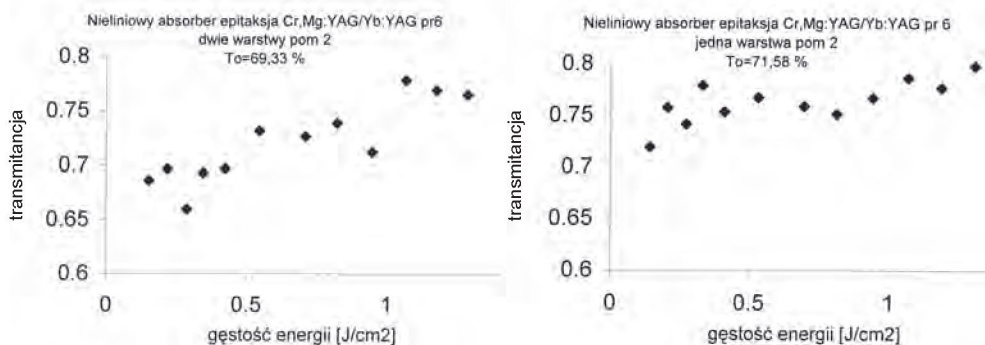 Nieliniowy absorber epitaksja Cr,Mg:YAG/Yb:YAG pr6
dwie warstwy pom 2
To=69,33 %
0.8
0.75
0.7
0.65
0.6
transmitancja
0
0.5
1
gęstość energii [J/cm2]
Nieliniowy absorber epitaksja Cr,Mg:YAG/Yb:YAG pr 6
jedna warstwa pom 2
To=71,58 %
0.8
0.75
0.7
0.65
0.6
transmitancja
0
0.5
1
gęstość energii [J/cm2]